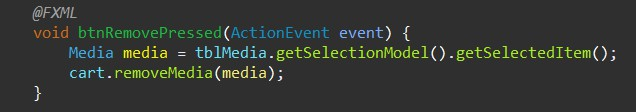 @FXML
void btnRemovePressed(ActionEvent event) {
    Media media = tblMedia.getSelectionModel().getSelectedItem();
    cart.removeMedia(media);
}